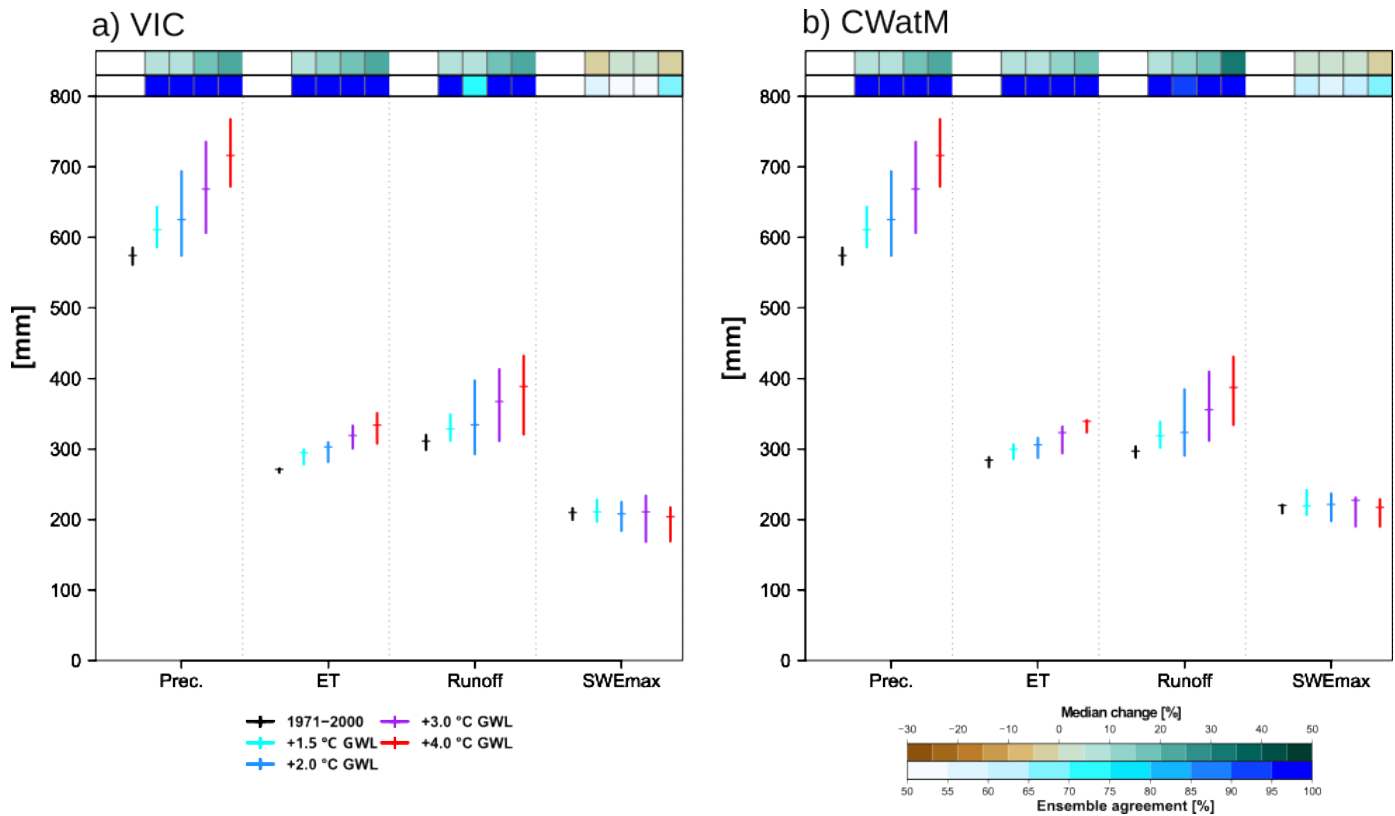 a) VIC
b) CWatM
800
700
600
500
400
300
200
100
0
[mm]
Prec. ET Runoff SWEmax
800
700
600
500
400
300
200
100
0
[mm]
Prec. ET Runoff SWEmax
1971−2000
+1.5 °C GWL
+2.0 °C GWL
+3.0 °C GWL
+4.0 °C GWL
Median change [%]
−30 −20 −10 0 10 20 30 40 50
50 55 60 65 70 75 80 85 90 95 100
Ensemble agreement [%]